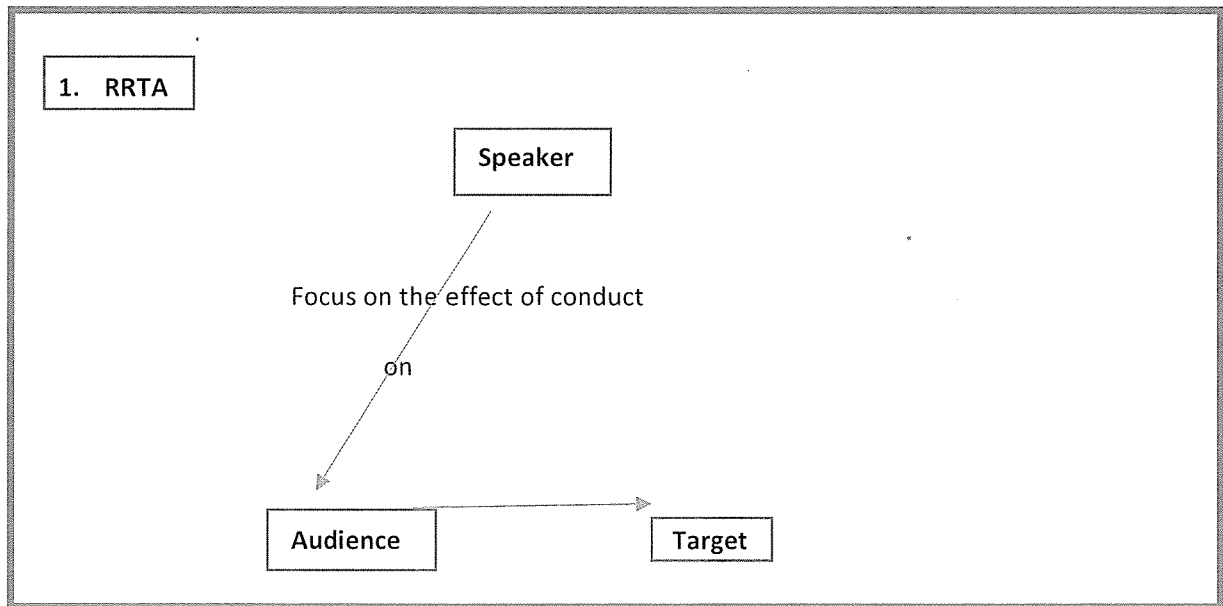 1. RRTA
Speaker
Focus on the effect of conduct
on
Audience
Target